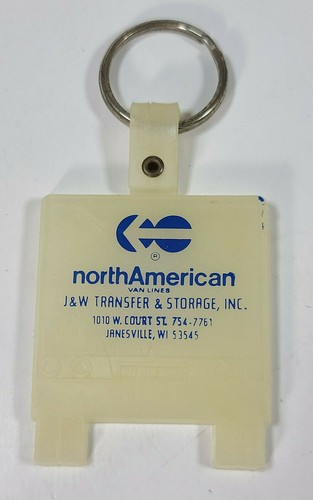 ®
northAmerican
VAN LINES
J&W TRANSFER & STORAGE, INC.
1010 W. COURT ST. 754-7761
JANESVILLE, WI 53545